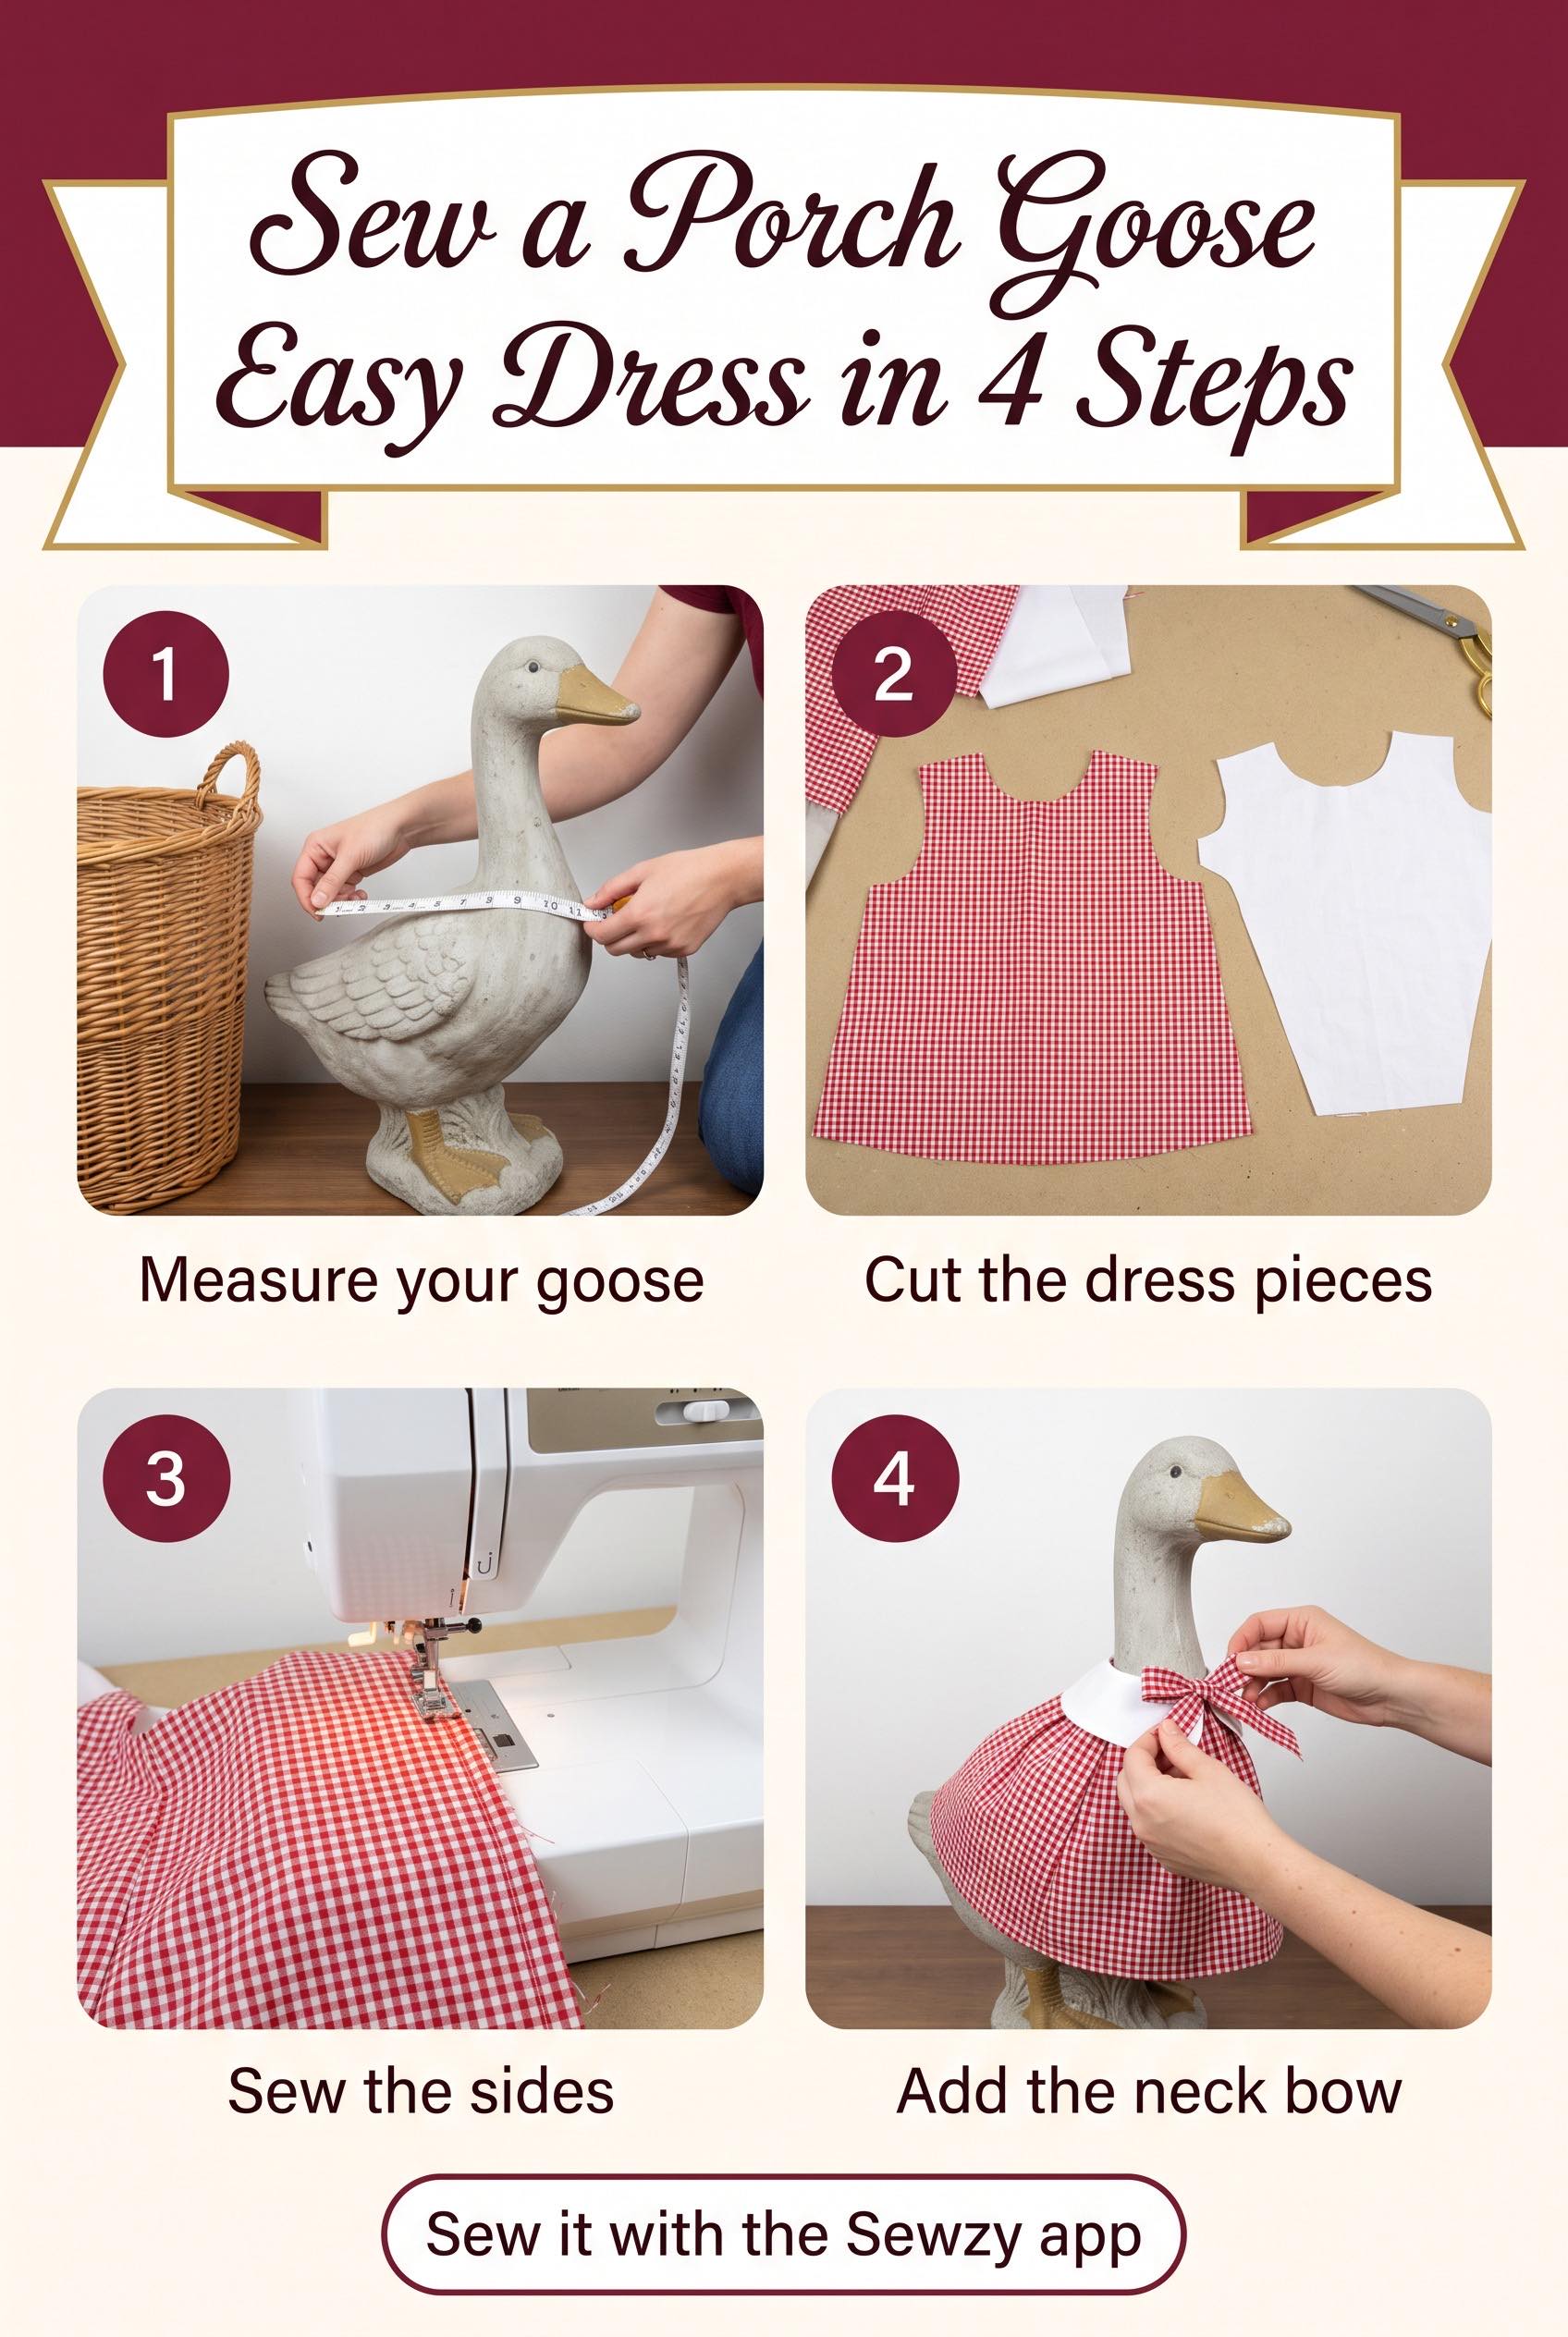 Sew a Porch Goose
Easy Dress in 4 Steps
1
2
Measure your goose
Cut the dress pieces
3
4
Sew the sides
Add the neck bow
Sew it with the Sewzy app